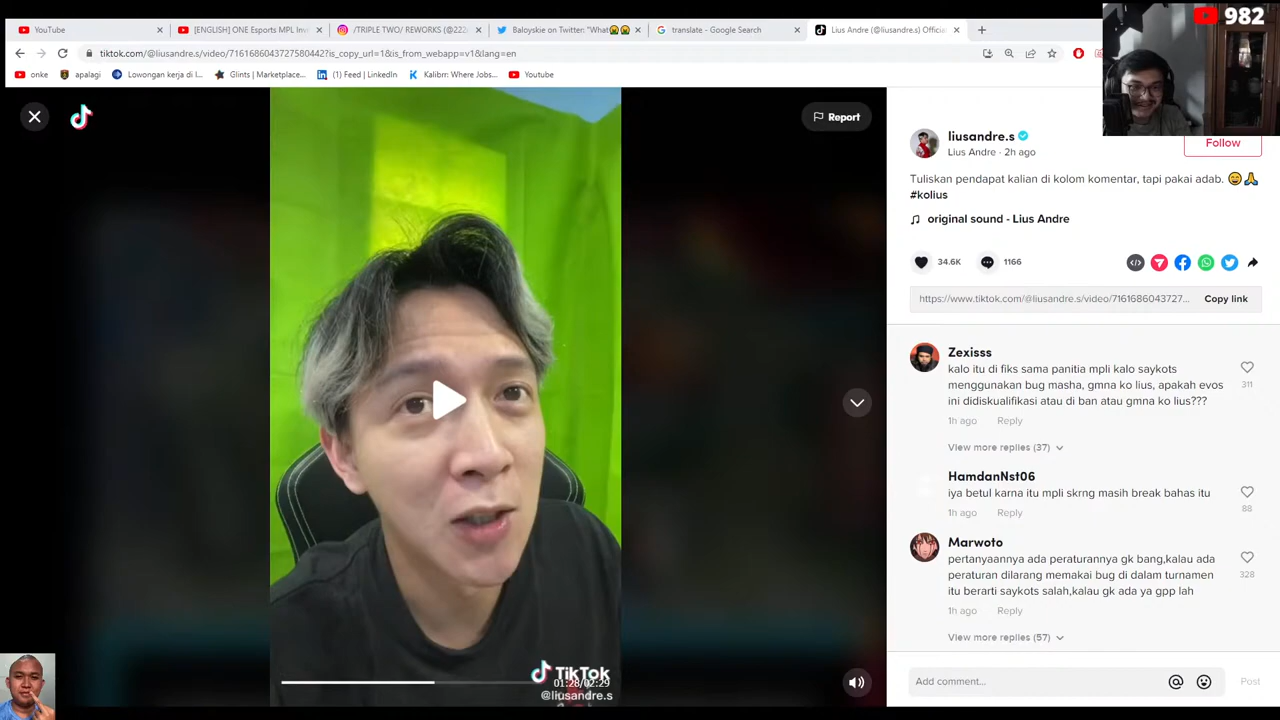 YouTube
[ENGLISH] ONE Esports MPL Inv
/TRIPLE TWO/ REWORKS (@222
Baloyskie on Twitter: "What😭😭
translate - Google Search
Lius Andre (@liusandre.s) Officia
982
tiktok.com/@liusandre.s/video/7161686043727580442?is_copy_url=1&is_from_webapp=v1&lang=en
onke
apalagi
Lowongan kerja di I...
Glints | Marketplace...
(1) Feed | LinkedIn
Kalibrr: Where Jobs...
Youtube
Report
liusandre.s
Lius Andre · 2h ago
Follow
Tuliskan pendapat kalian di kolom komentar, tapi pakai adab. 😄🙏
#kolius
original sound - Lius Andre
34.6K
1166
https://www.tiktok.com/@liusandre.s/video/7161686043727...
Copy link
Zexisss
kalo itu di fiks sama panitia mpli kalo saykots
menggunakan bug masha, gmna ko lius, apakah evos
ini didiskualifikasi atau di ban atau gmna ko lius???
311
1h ago Reply
View more replies (37)
HamdanNst06
iya betul karna itu mpli skrng masih break bahas itu
88
1h ago Reply
Marwoto
pertanyaannya ada peraturannya gk bang,kalau ada
peraturan dilarang memakai bug di dalam turnamen
itu berarti saykots salah,kalau gk ada ya gpp lah
328
1h ago Reply
View more replies (57)
TikTok
01:28/02:29
@liusandre.s
Add comment...
Post